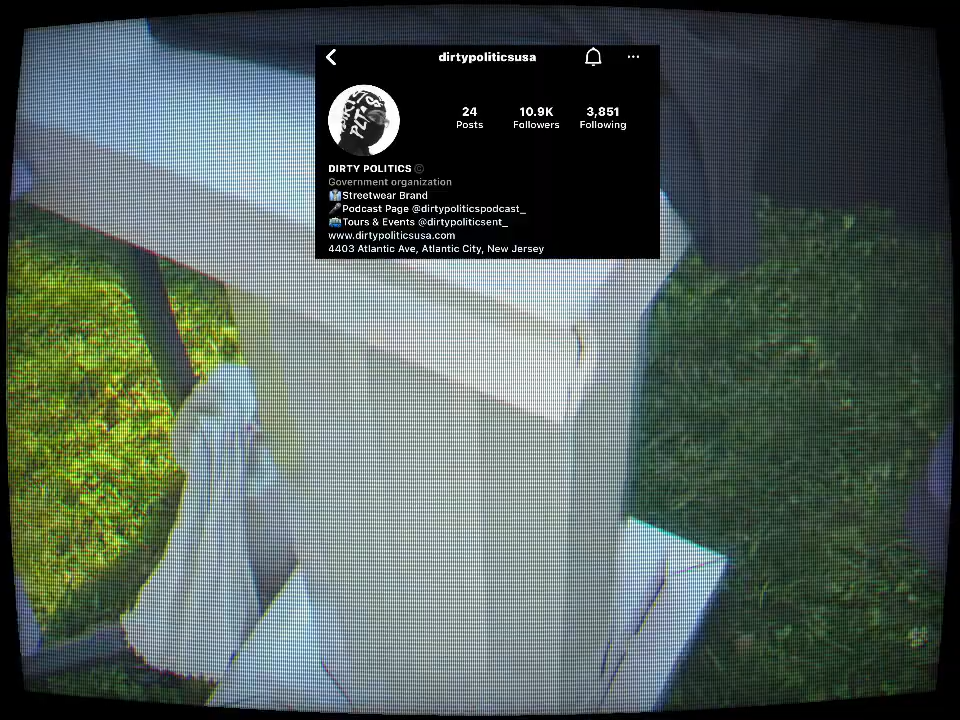 dirtypoliticsusa
24 10.9K 3,851
Posts Followers Following
DIRTY POLITICS ©
Government organization
👔Streetwear Brand
🎤Podcast Page @dirtypoliticspodcast_
🚌Tours & Events @dirtypoliticsent_
www.dirtypoliticsusa.com
4403 Atlantic Ave, Atlantic City, New Jersey